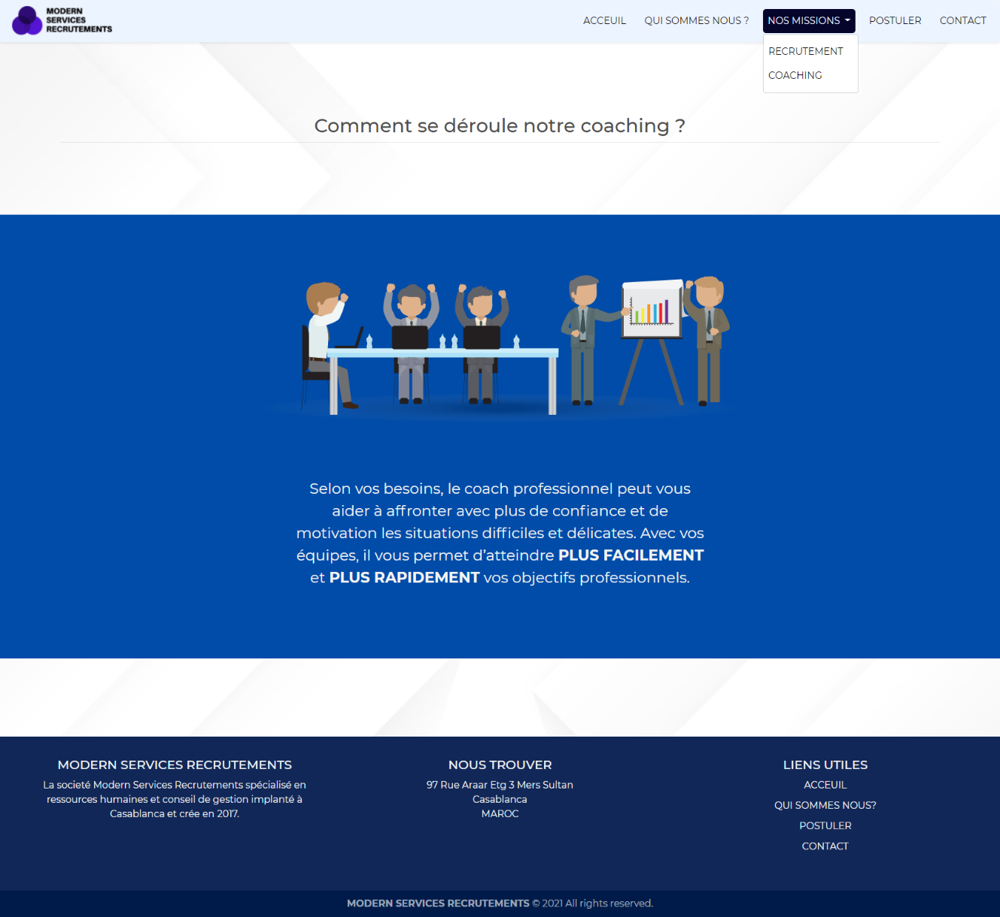 MODERN
SERVICES
RECRUTEMENTS
ACCEUIL QUI SOMMES NOUS ? NOS MISSIONS POSTULER CONTACT
RECRUTEMENT
COACHING
Comment se déroule notre coaching ?
Selon vos besoins, le coach professionnel peut vous
aider à affronter avec plus de confiance et de
motivation les situations difficiles et délicates. Avec vos
équipes, il vous permet d’atteindre PLUS FACILEMENT
et PLUS RAPIDEMENT vos objectifs professionnels.
MODERN SERVICES RECRUTEMENTS
La societé Modern Services Recrutements spécialisé en
ressources humaines et conseil de gestion implanté à
Casablanca et crée en 2017.
NOUS TROUVER
97 Rue Araar Etg 3 Mers Sultan
Casablanca
MAROC
LIENS UTILES
ACCEUIL
QUI SOMMES NOUS?
POSTULER
CONTACT
MODERN SERVICES RECRUTEMENTS © 2021 All rights reserved.